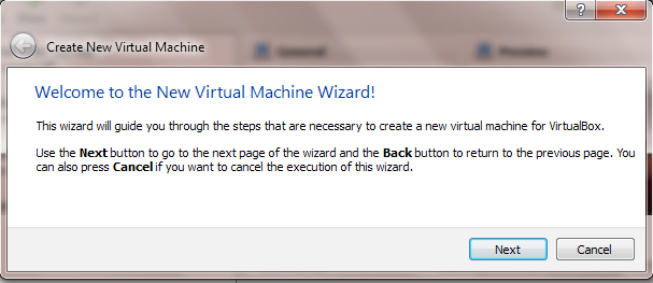 ?
X
Create New Virtual Machine
General
Preview
Welcome to the New Virtual Machine Wizard!
This wizard will guide you through the steps that are necessary to create a new virtual machine for VirtualBox.
Use the Next button to go to the next page of the wizard and the Back button to return to the previous page. You
can also press Cancel if you want to cancel the execution of this wizard.
Next
Cancel